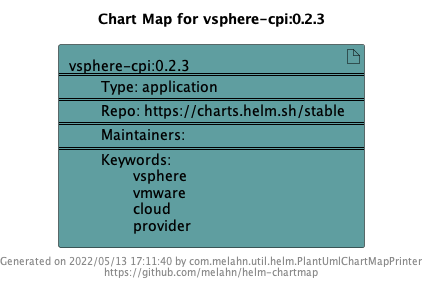 Chart Map for vsphere-cpi:0.2.3
vsphere-cpi:0.2.3
Type: application
Repo: https://charts.helm.sh/stable
Maintainers:
Keywords:
vsphere
vmware
cloud
provider
Generated on 2022/05/13 17:11:40 by com.melahn.util.helm.PlantUmlChartMapPrinter
https://github.com/melahn/helm-chartmap